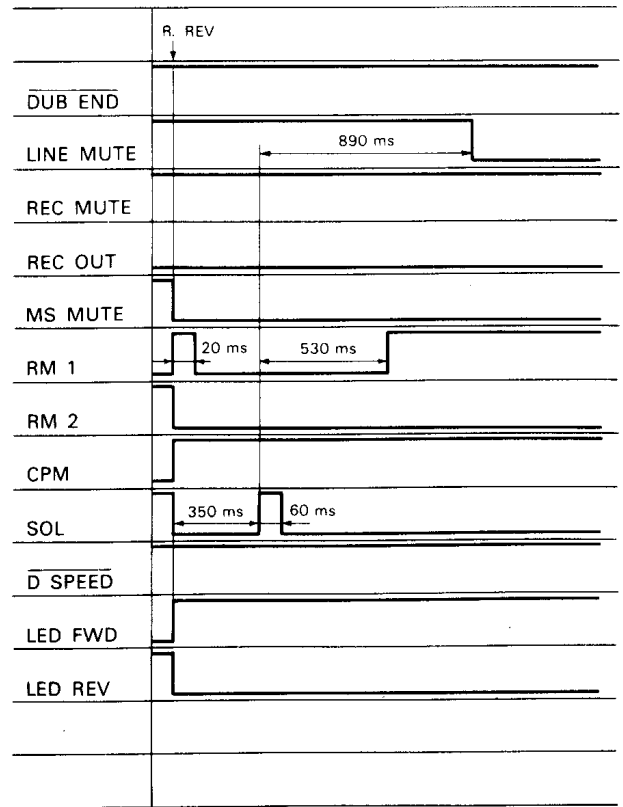 R. REV
DUB END
LINE MUTE
890 ms
REC MUTE
REC OUT
MS MUTE
RM 1
20 ms
530 ms
RM 2
CPM
SOL
350 ms
60 ms
D SPEED
LED FWD
LED REV